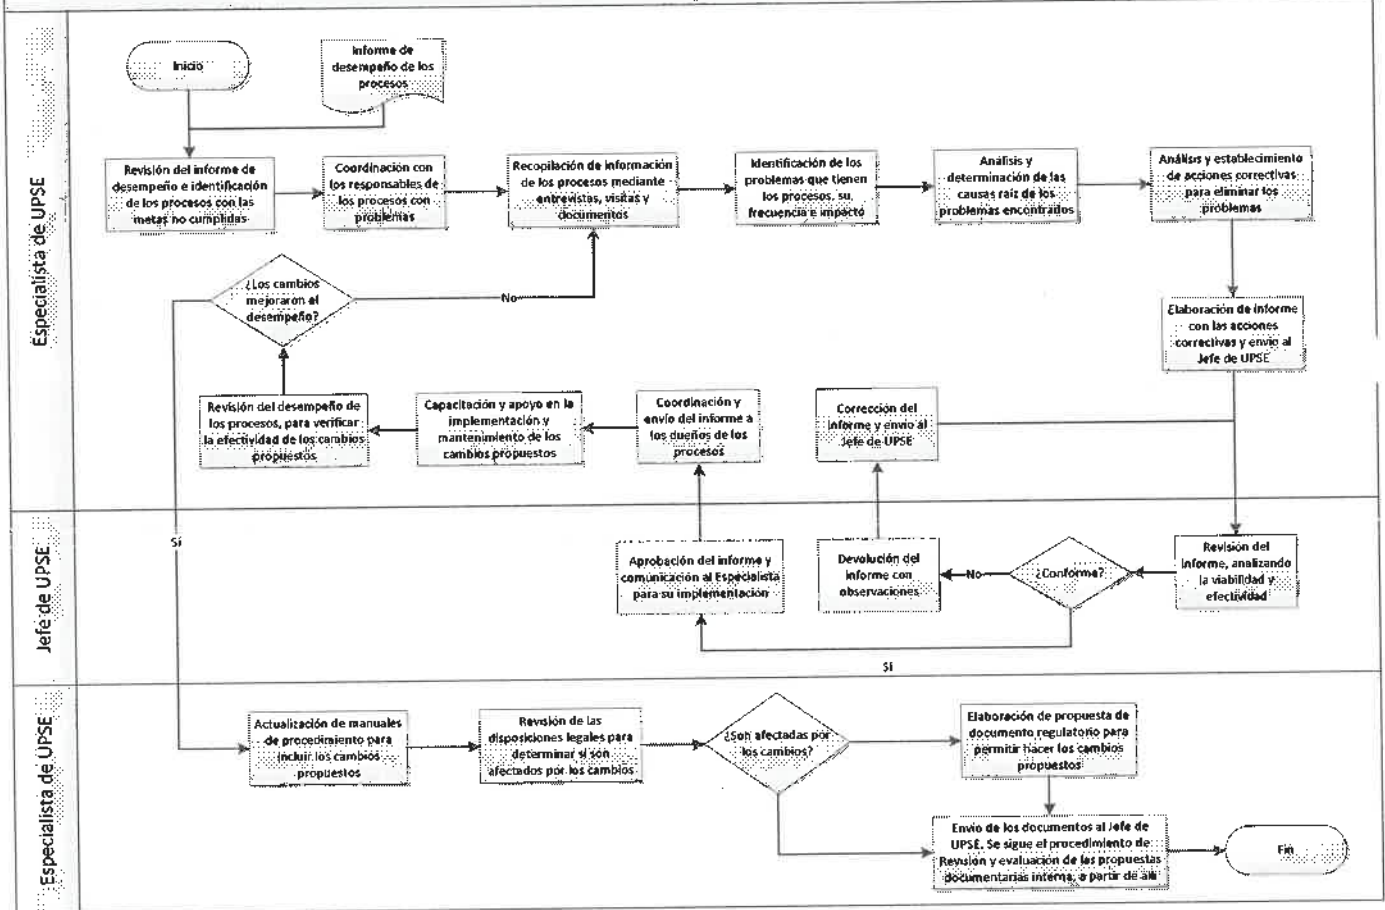 Especialista de UPSE
Inicio
Informe de
desempeño de los
procesos
Revisión del informe de
desempeño e identificación
de los procesos con las
metas no cumplidas
Coordinación con
los responsables de
los procesos con
problemas
Recopilación de información
de los procesos mediante
entrevistas, visitas y
documentos
Identificación de los
problemas que tienen
los procesos, su
frecuencia e impacto
Análisis y
determinación de las
causas raíz de los
problemas encontrados
Análisis y establecimiento
de acciones correctivas
para eliminar los
problemas
¿Los cambios
mejoraron el
desempeño?
No
Elaboración de informe
con las acciones
correctivas y envío al
Jefe de UPSE
Revisión del desempeño de
los procesos, para verificar
la efectividad de los cambios
propuestos
Capacitación y apoyo en la
implementación y
mantenimiento de los
cambios propuestos
Coordinación y
envío del informe a
los dueños de los
procesos
Corrección del
informe y envío al
Jefe de UPSE
Jefe de UPSE
Sí
Aprobación del informe y
comunicación al Especialista
para su implementación
Devolución del
informe con
observaciones
No
¿Conforme?
Revisión del
informe, analizando
la viabilidad y
efectividad
Sí
Especialista de UPSE
Actualización de manuales
de procedimiento para
incluir los cambios
propuestos
Revisión de las
disposiciones legales para
determinar si son
afectados por los cambios
¿Son afectadas por
los cambios?
Elaboración de propuesta de
documento regulatorio para
permitir hacer los cambios
propuestos
Envío de los documentos al Jefe de
UPSE. Se sigue el procedimiento de
Revisión y evaluación de las propuestas
documentarias interna, a partir de allí
Fin